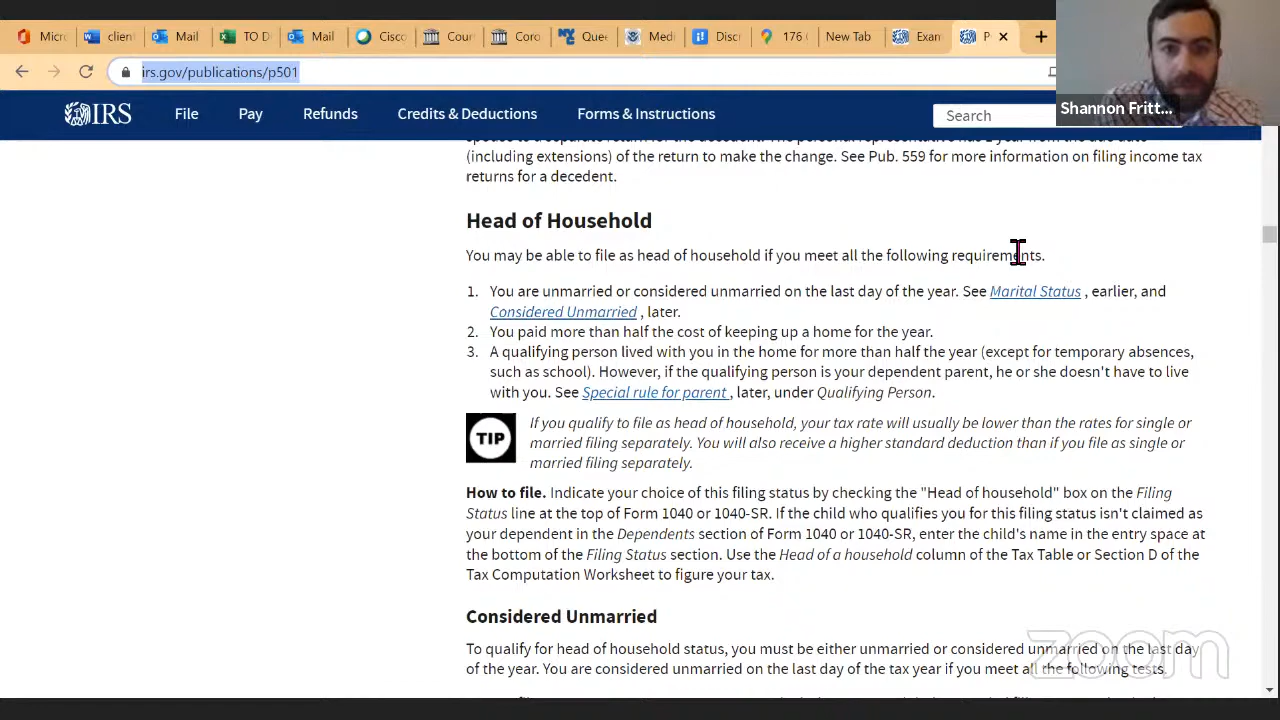 Micro
clien
Mail
TO D
Mail
Cisco
Cour
Coro
Quee
Medi
Disco
176 (
New Tab
Exam
P
irs.gov/publications/p501
Shannon Fritt...
IRS
File
Pay
Refunds
Credits & Deductions
Forms & Instructions
Search
(including extensions) of the return to make the change. See Pub. 559 for more information on filing income tax
returns for a decedent.
Head of Household
You may be able to file as head of household if you meet all the following requirements.
1. You are unmarried or considered unmarried on the last day of the year. See Marital Status , earlier, and
Considered Unmarried , later.
2. You paid more than half the cost of keeping up a home for the year.
3. A qualifying person lived with you in the home for more than half the year (except for temporary absences,
such as school). However, if the qualifying person is your dependent parent, he or she doesn't have to live
with you. See Special rule for parent , later, under Qualifying Person.
TIP
If you qualify to file as head of household, your tax rate will usually be lower than the rates for single or
married filing separately. You will also receive a higher standard deduction than if you file as single or
married filing separately.
How to file. Indicate your choice of this filing status by checking the "Head of household" box on the Filing
Status line at the top of Form 1040 or 1040-SR. If the child who qualifies you for this filing status isn't claimed as
your dependent in the Dependents section of Form 1040 or 1040-SR, enter the child's name in the entry space at
the bottom of the Filing Status section. Use the Head of a household column of the Tax Table or Section D of the
Tax Computation Worksheet to figure your tax.
Considered Unmarried
To qualify for head of household status, you must be either unmarried or considered unmarried on the last day
of the year. You are considered unmarried on the last day of the tax year if you meet all the following tests.
zoom